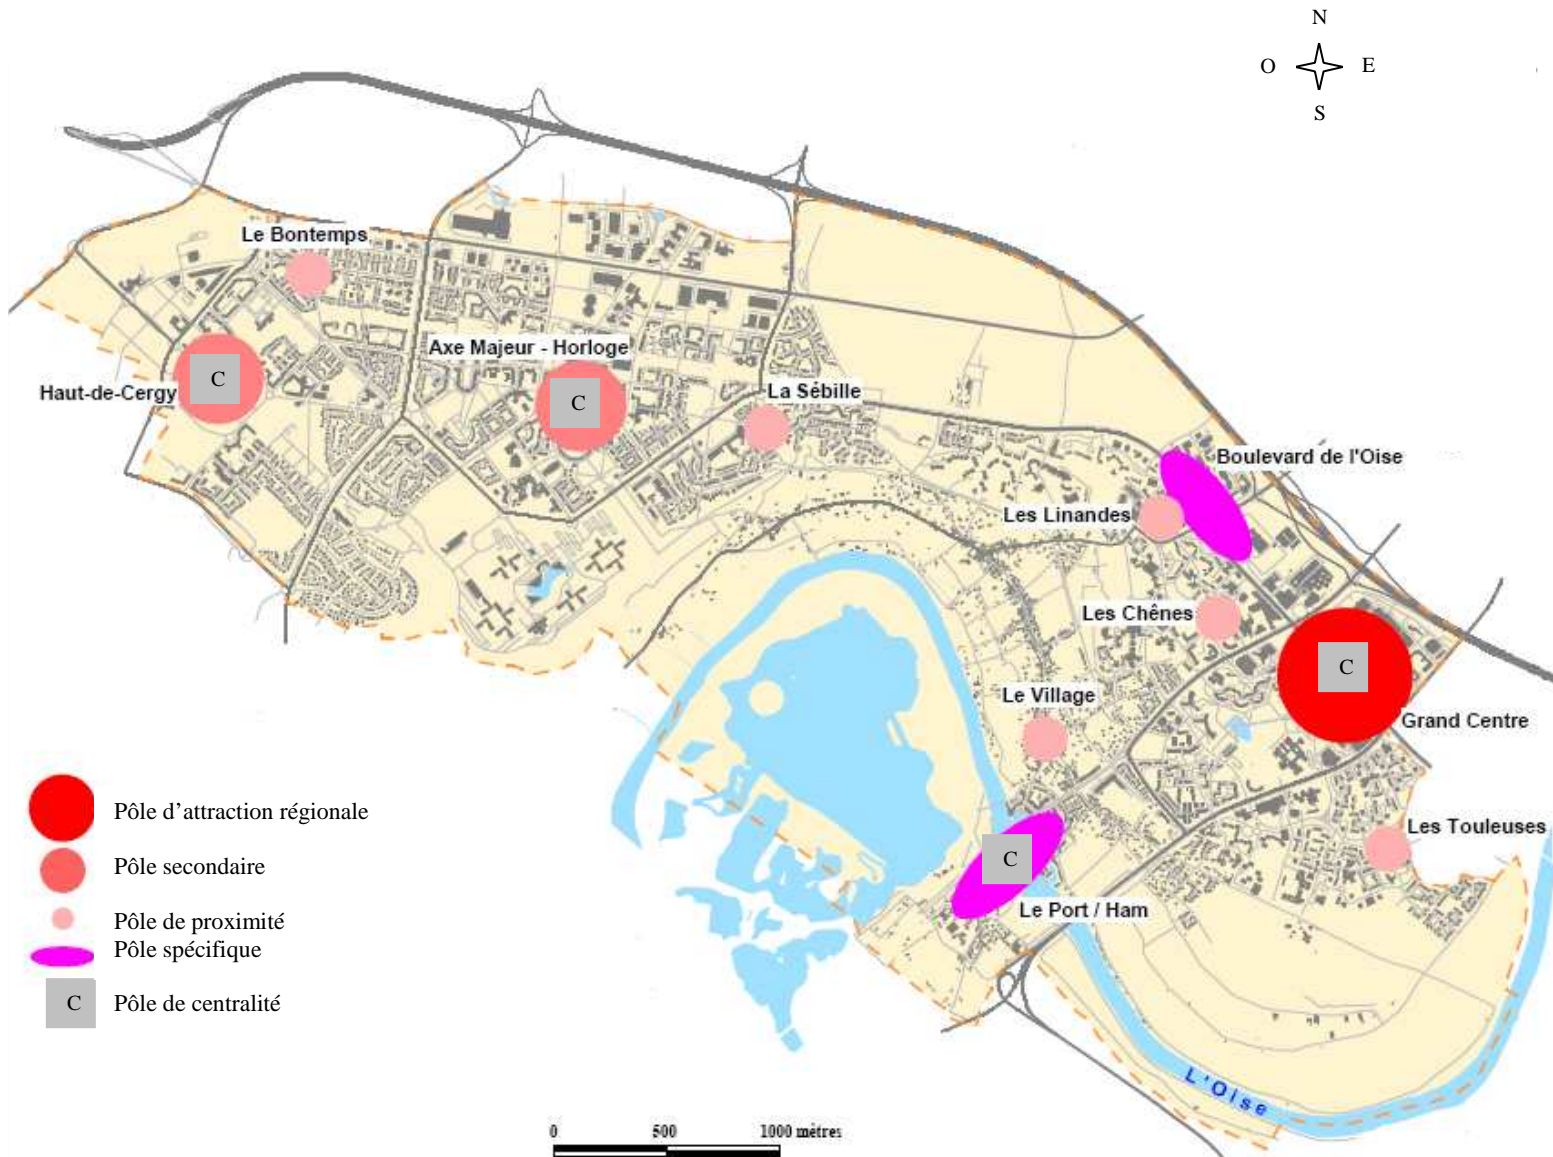 N
O E
S
Le Bontemps
Axe Majeur - Horloge
C
Haut-de-Cergy
C
La Sébille
Boulevard de l'Oise
Les Linandes
Les Chênes
C
Le Village
Grand Centre
Pôle d'attraction régionale
Les Touleuses
Pôle secondaire
C
Le Port / Ham
Pôle de proximité
Pôle spécifique
C Pôle de centralité
L'Oise
0 500 1000 mètres